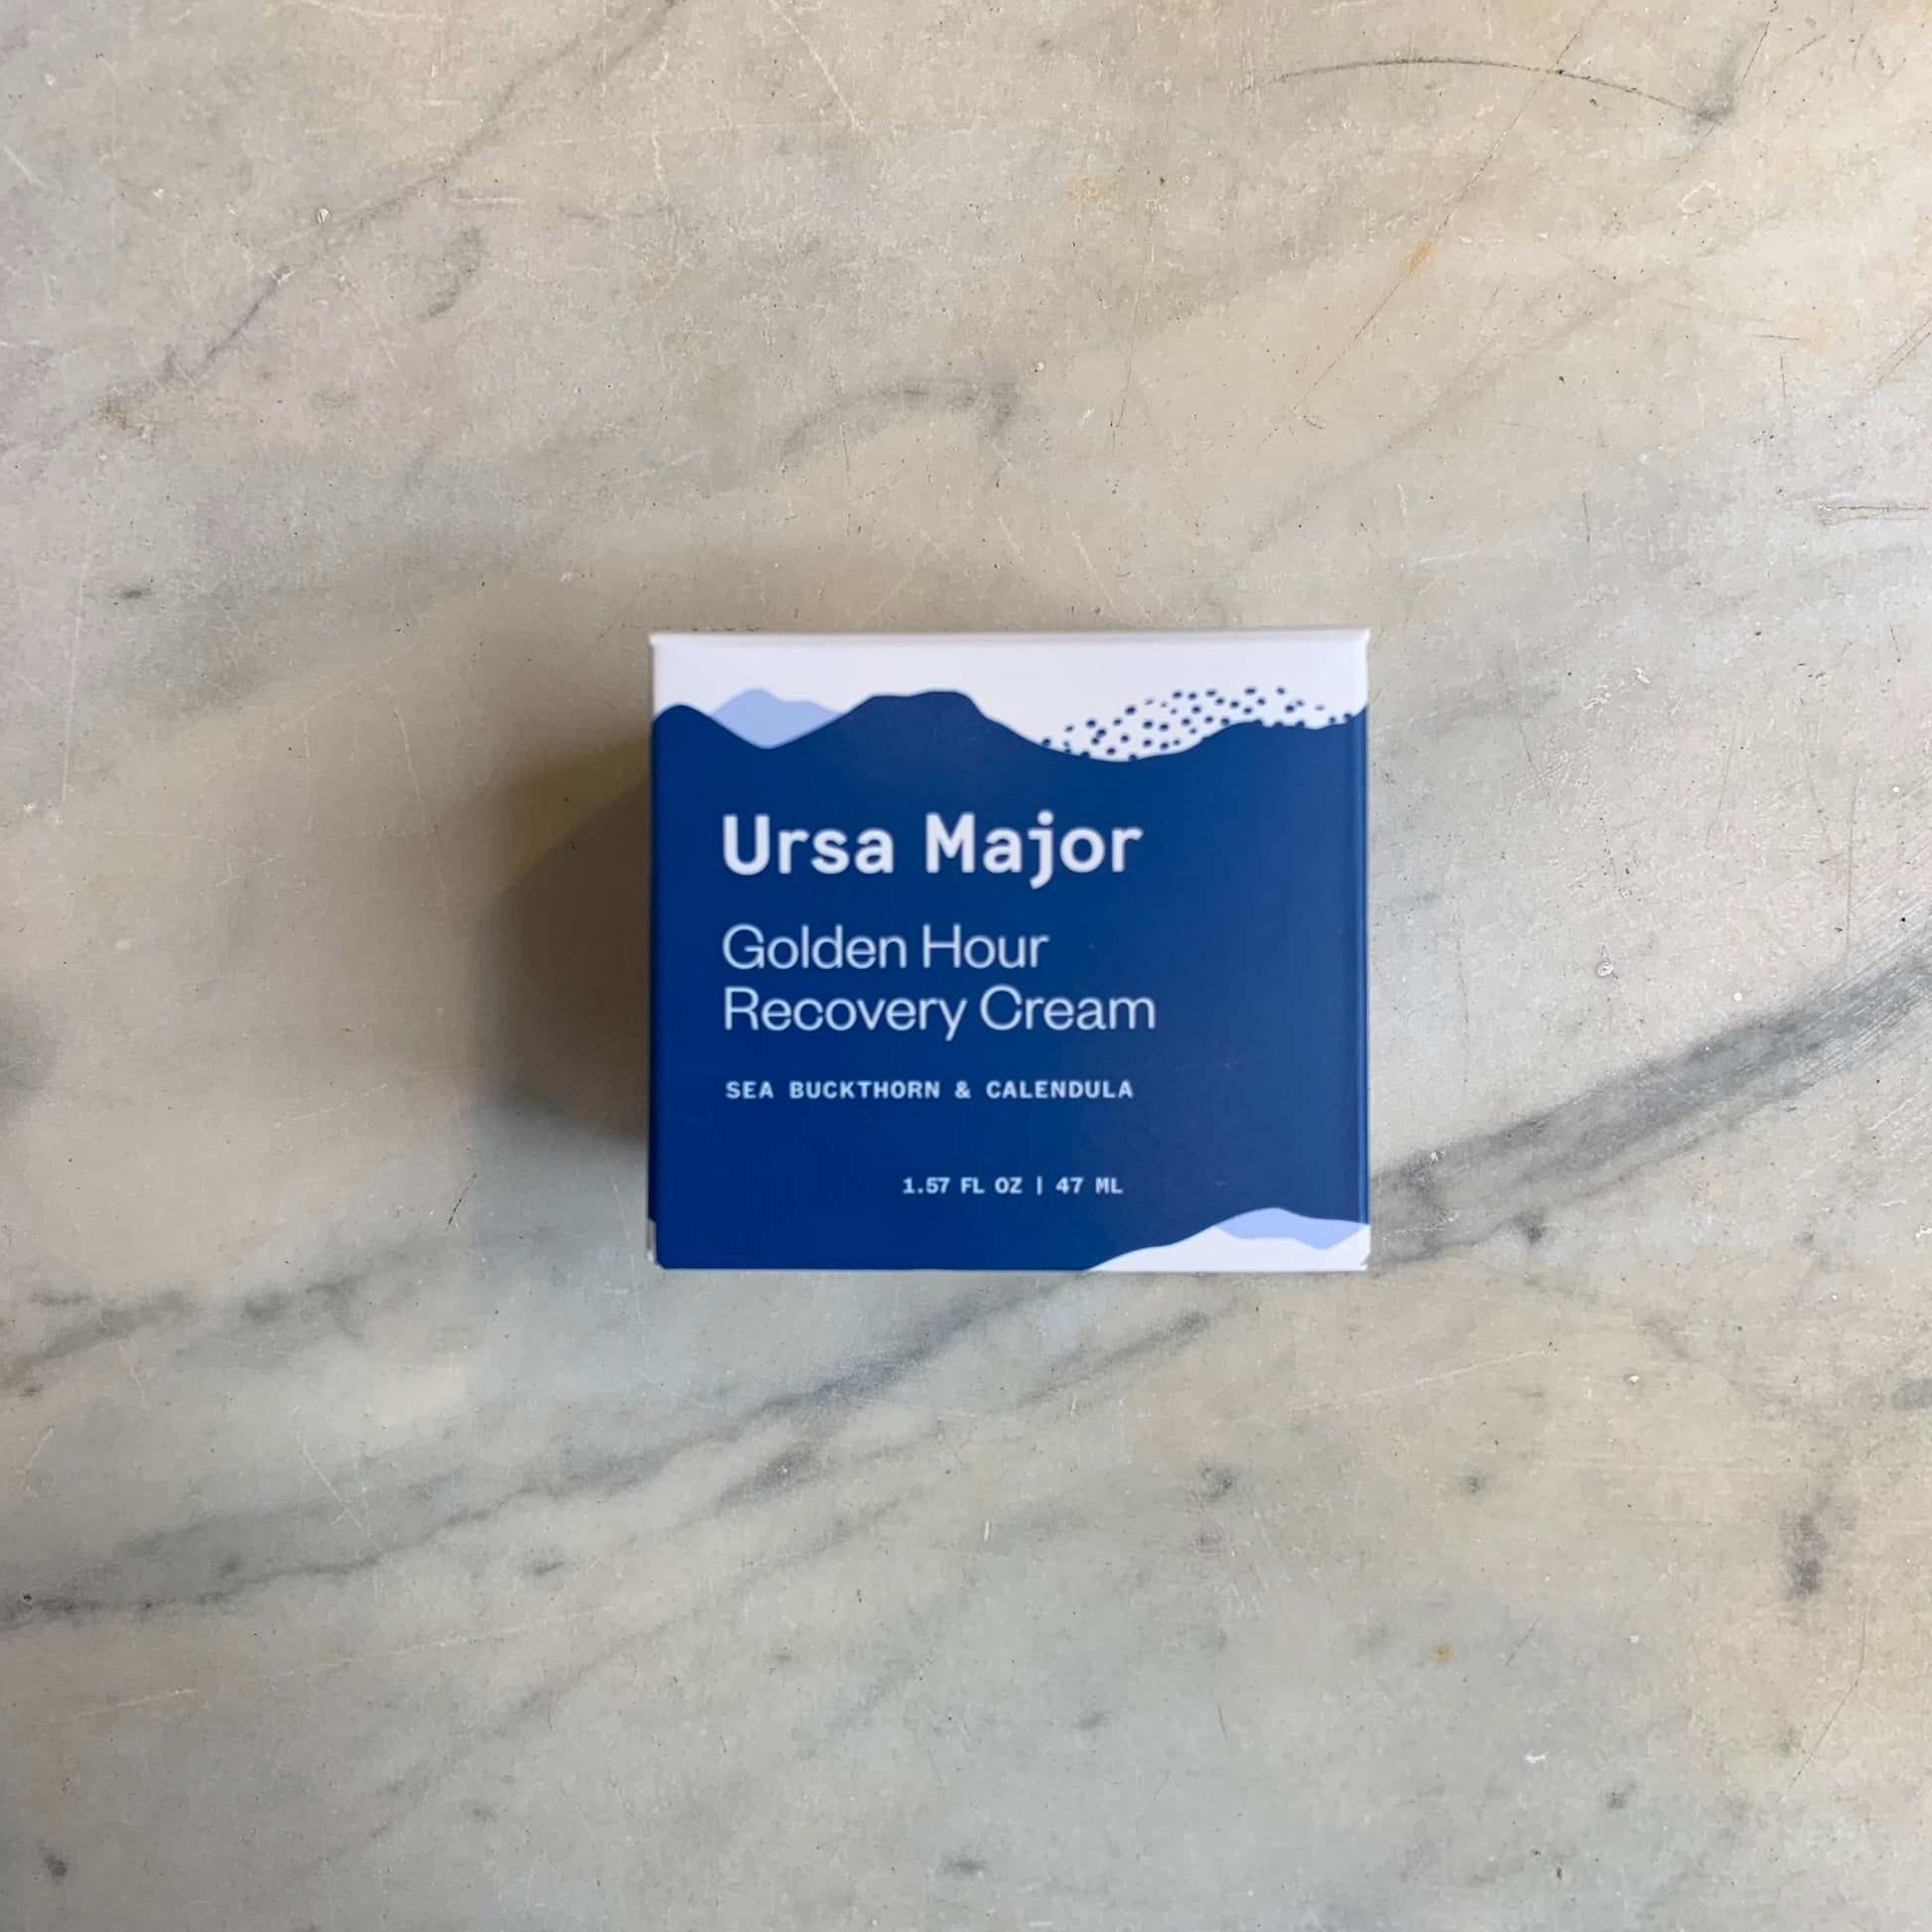 Ursa Major
Golden Hour
Recovery Cream
SEA BUCKTHORN & CALENDULA
1.57 FL OZ | 47 ML